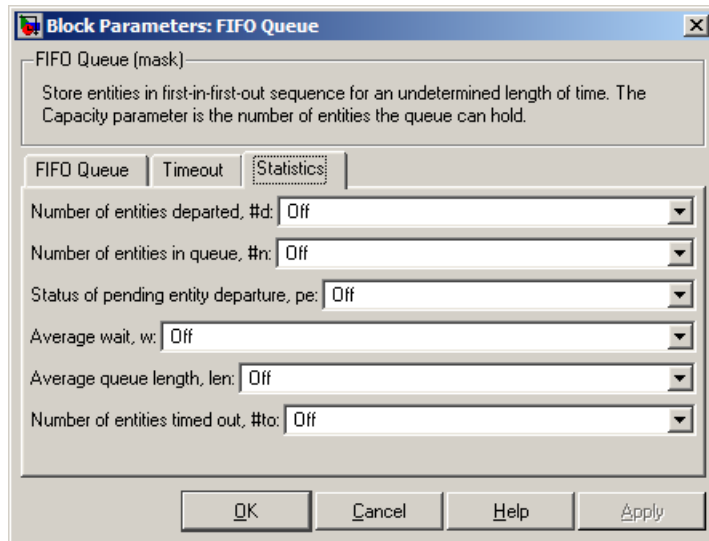 Block Parameters: FIFO Queue
FIFO Queue (mask)
Store entities in first-in-first-out sequence for an undetermined length of time. The
Capacity parameter is the number of entities the queue can hold.
FIFO Queue Timeout Statistics
Number of entities departed, #d: Off
Number of entities in queue, #n: Off
Status of pending entity departure, pe: Off
Average wait, w: Off
Average queue length, len: Off
Number of entities timed out, #to: Off
OK Cancel Help Apply